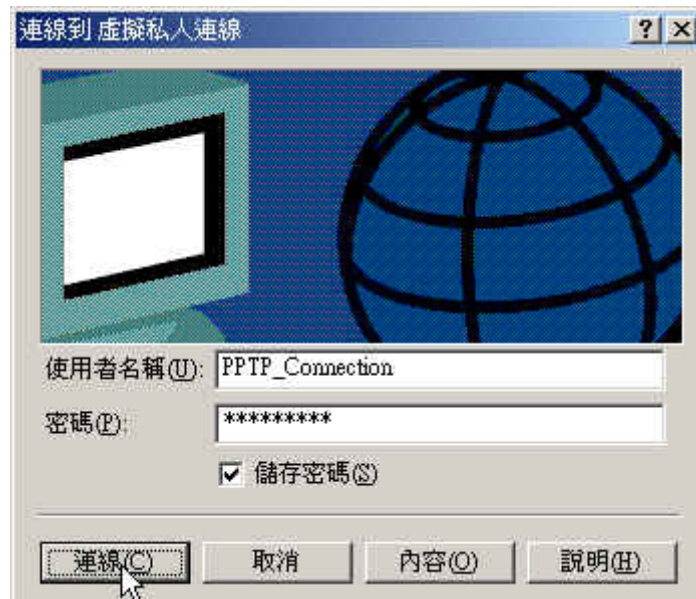 連線到 虛擬私人連線
使用者名稱(U): PPTP_Connection
密碼(P): *********
儲存密碼(S)
連線(C) 取消 內容(O) 說明(H)